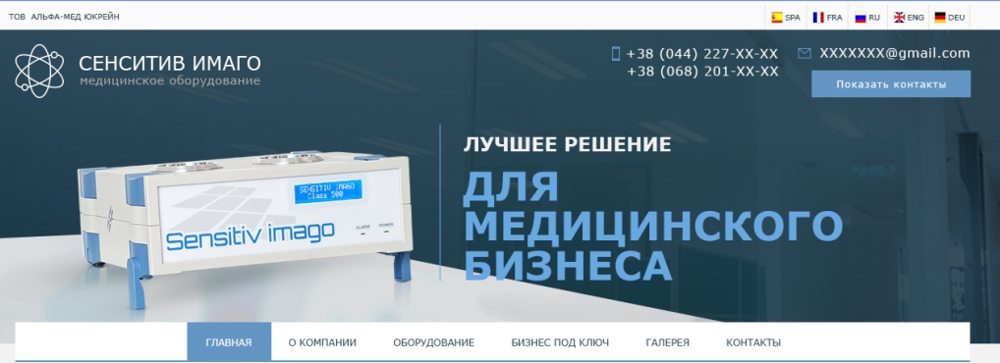 ТОВ АЛЬФА-МЕД ЮКРЕЙН
SPA FRA RU ENG DEU
СЕНСИТИВ ИМАГО
медицинское оборудование
+38 (044) 227-XX-XX
+38 (068) 201-XX-XX
XXXXXXX@gmail.com
Показать контакты
ЛУЧШЕЕ РЕШЕНИЕ
ДЛЯ
МЕДИЦИНСКОГО
БИЗНЕСА
SENSITIV IMAGO
Class 500
Sensitiv imago
ALARM POWER
ГЛАВНАЯ О КОМПАНИИ ОБОРУДОВАНИЕ БИЗНЕС ПОД КЛЮЧ ГАЛЕРЕЯ КОНТАКТЫ